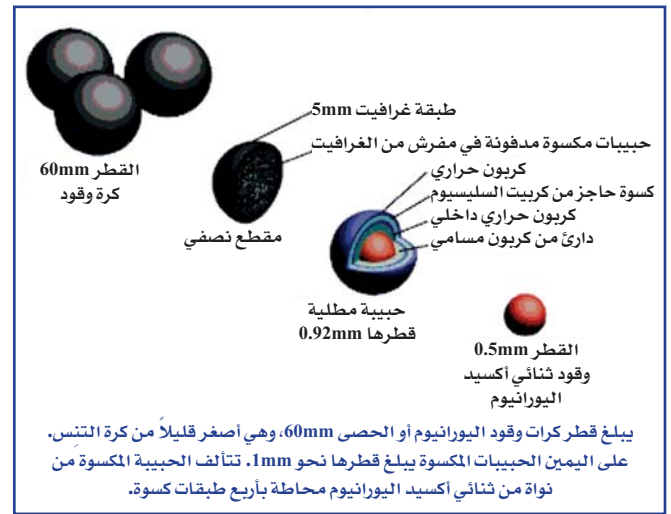 طبقة غرافيت 5mm
حبيبات مكسوة مدفونة في مفرش من الغرافيت
كربون حراري
كسوة حاجز من كربيت السليسيوم
كربون حراري داخلي
دارئ من كربون مسامي
القطر 60mm
كرة وقود
مقطع نصفي
حبيبة مطلية
قطرها 0.92mm
القطر 0.5mm
وقود ثنائي أكسيد
اليورانيوم
يبلغ قطر كرات وقود اليورانيوم أو الحصى 60mm، وهي أصغر قليلاً من كرة التنِس.
على اليمين الحبيبات المكسوة يبلغ قطرها نحو 1mm. تتألف الحبيبة المكسوة من
نواة من ثنائي أكسيد اليورانيوم محاطة بأربع طبقات كسوة.